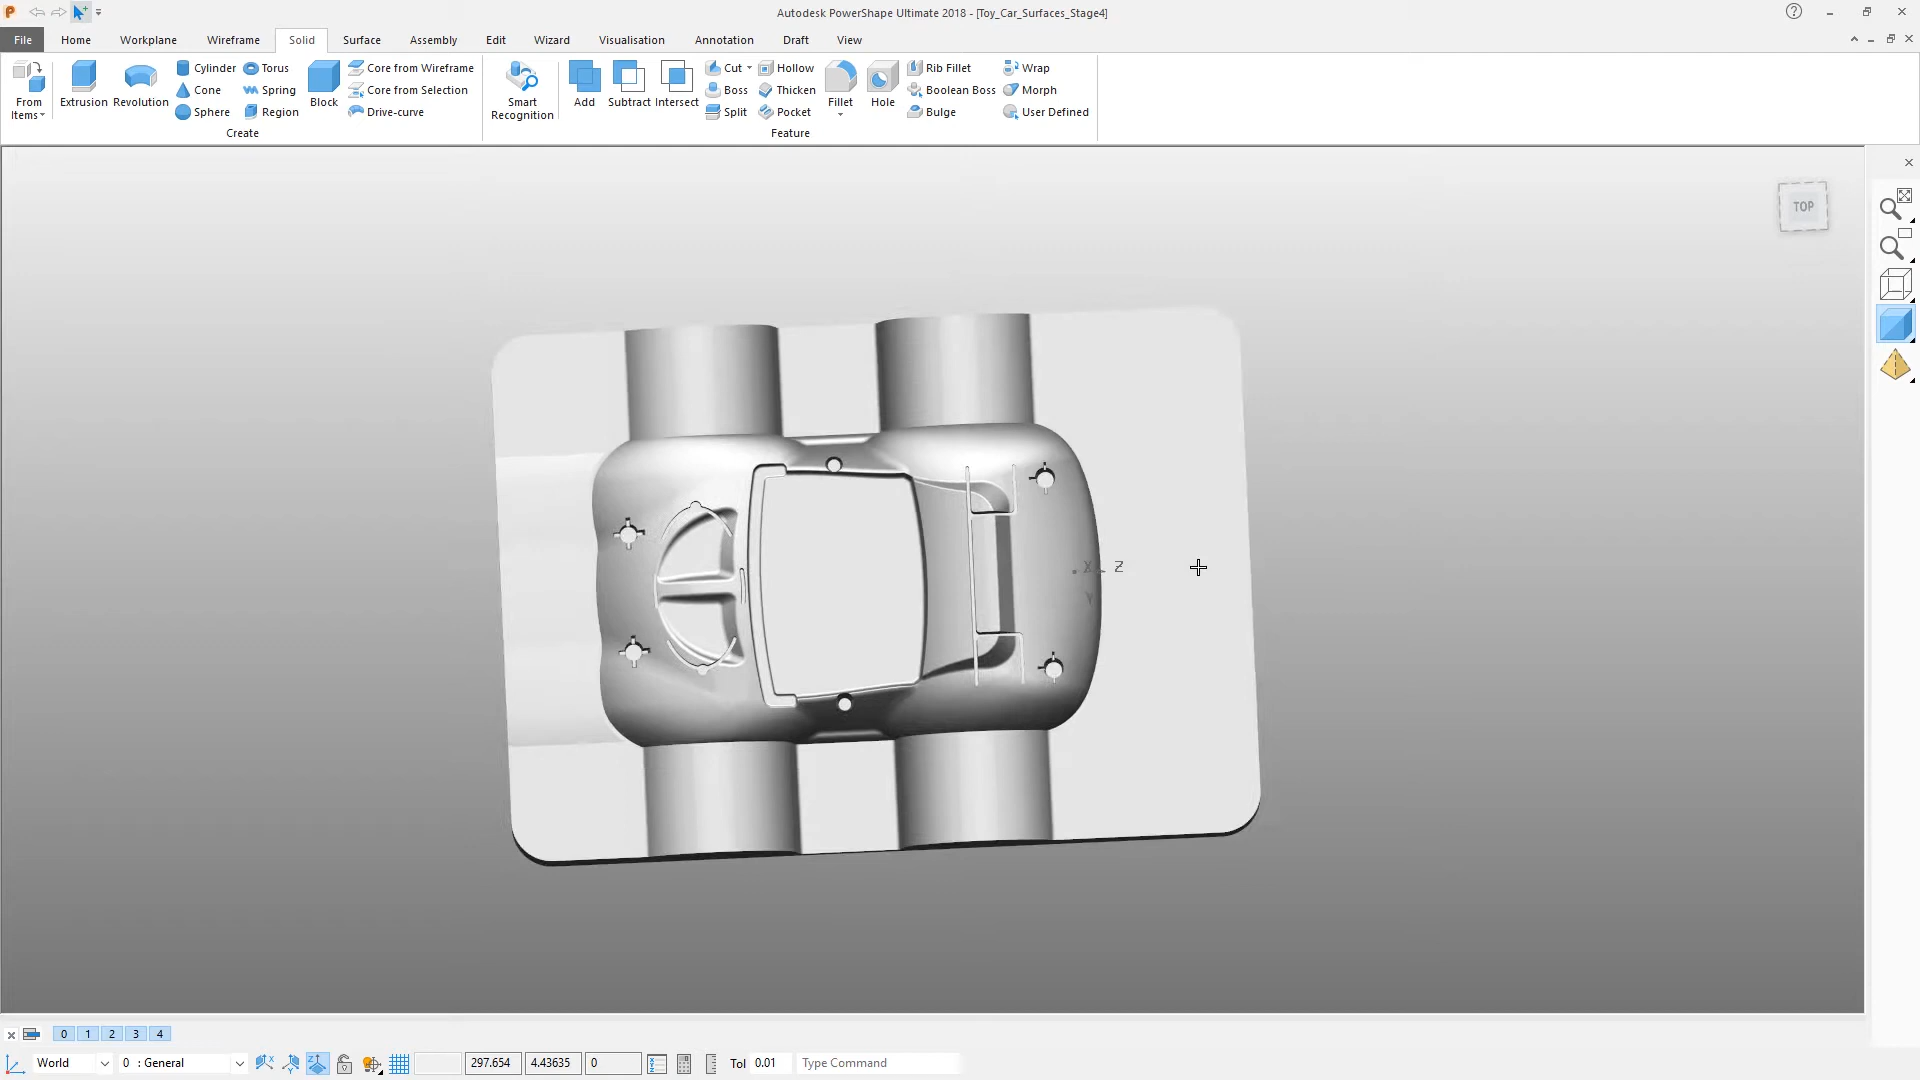 Autodesk PowerShape Ultimate 2018 - [Toy_Car_Surfaces_Stage4]
File Home Workplane Wireframe Solid Surface Assembly Edit Wizard Visualisation Annotation Draft View
From Items
Extrusion
Revolution
Cylinder
Cone
Sphere
Torus
Spring
Region
Block
Core from Wireframe
Core from Selection
Drive-curve
Create
Smart Recognition
Add
Subtract
Intersect
Cut
Boss
Split
Hollow
Thicken
Pocket
Fillet
Hole
Rib Fillet
Boolean Boss
Bulge
Wrap
Morph
User Defined
Feature
TOP
X Z
Y
0 1 2 3 4
World 0 : General 297.654 4.43635 0 Tol 0.01 Type Command